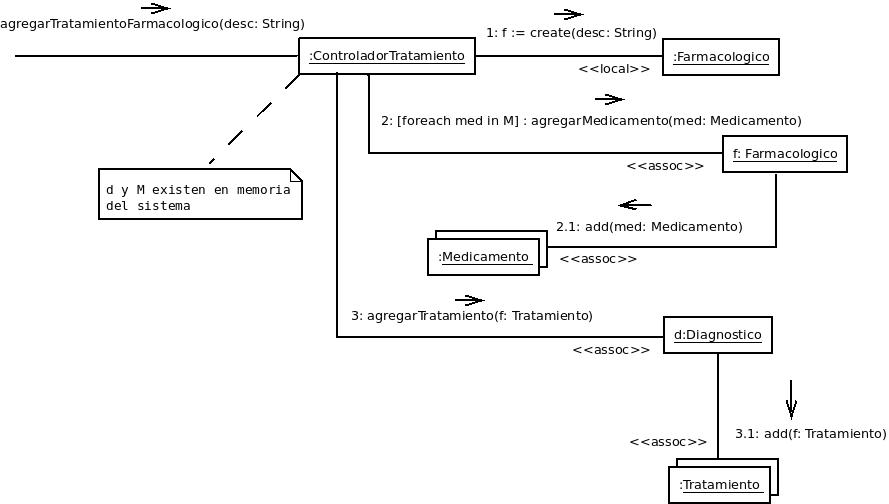 agregarTratamientoFarmacologico(desc: String)
:ControladorTratamiento
1: f := create(desc: String)
<<local>>
:Farmacologico
2: [foreach med in M] : agregarMedicamento(med: Medicamento)
<<assoc>>
f: Farmacologico
d y M existen en memoria
del sistema
2.1: add(med: Medicamento)
:Medicamento
<<assoc>>
3: agregarTratamiento(f: Tratamiento)
<<assoc>>
d:Diagnostico
3.1: add(f: Tratamiento)
<<assoc>>
:Tratamiento